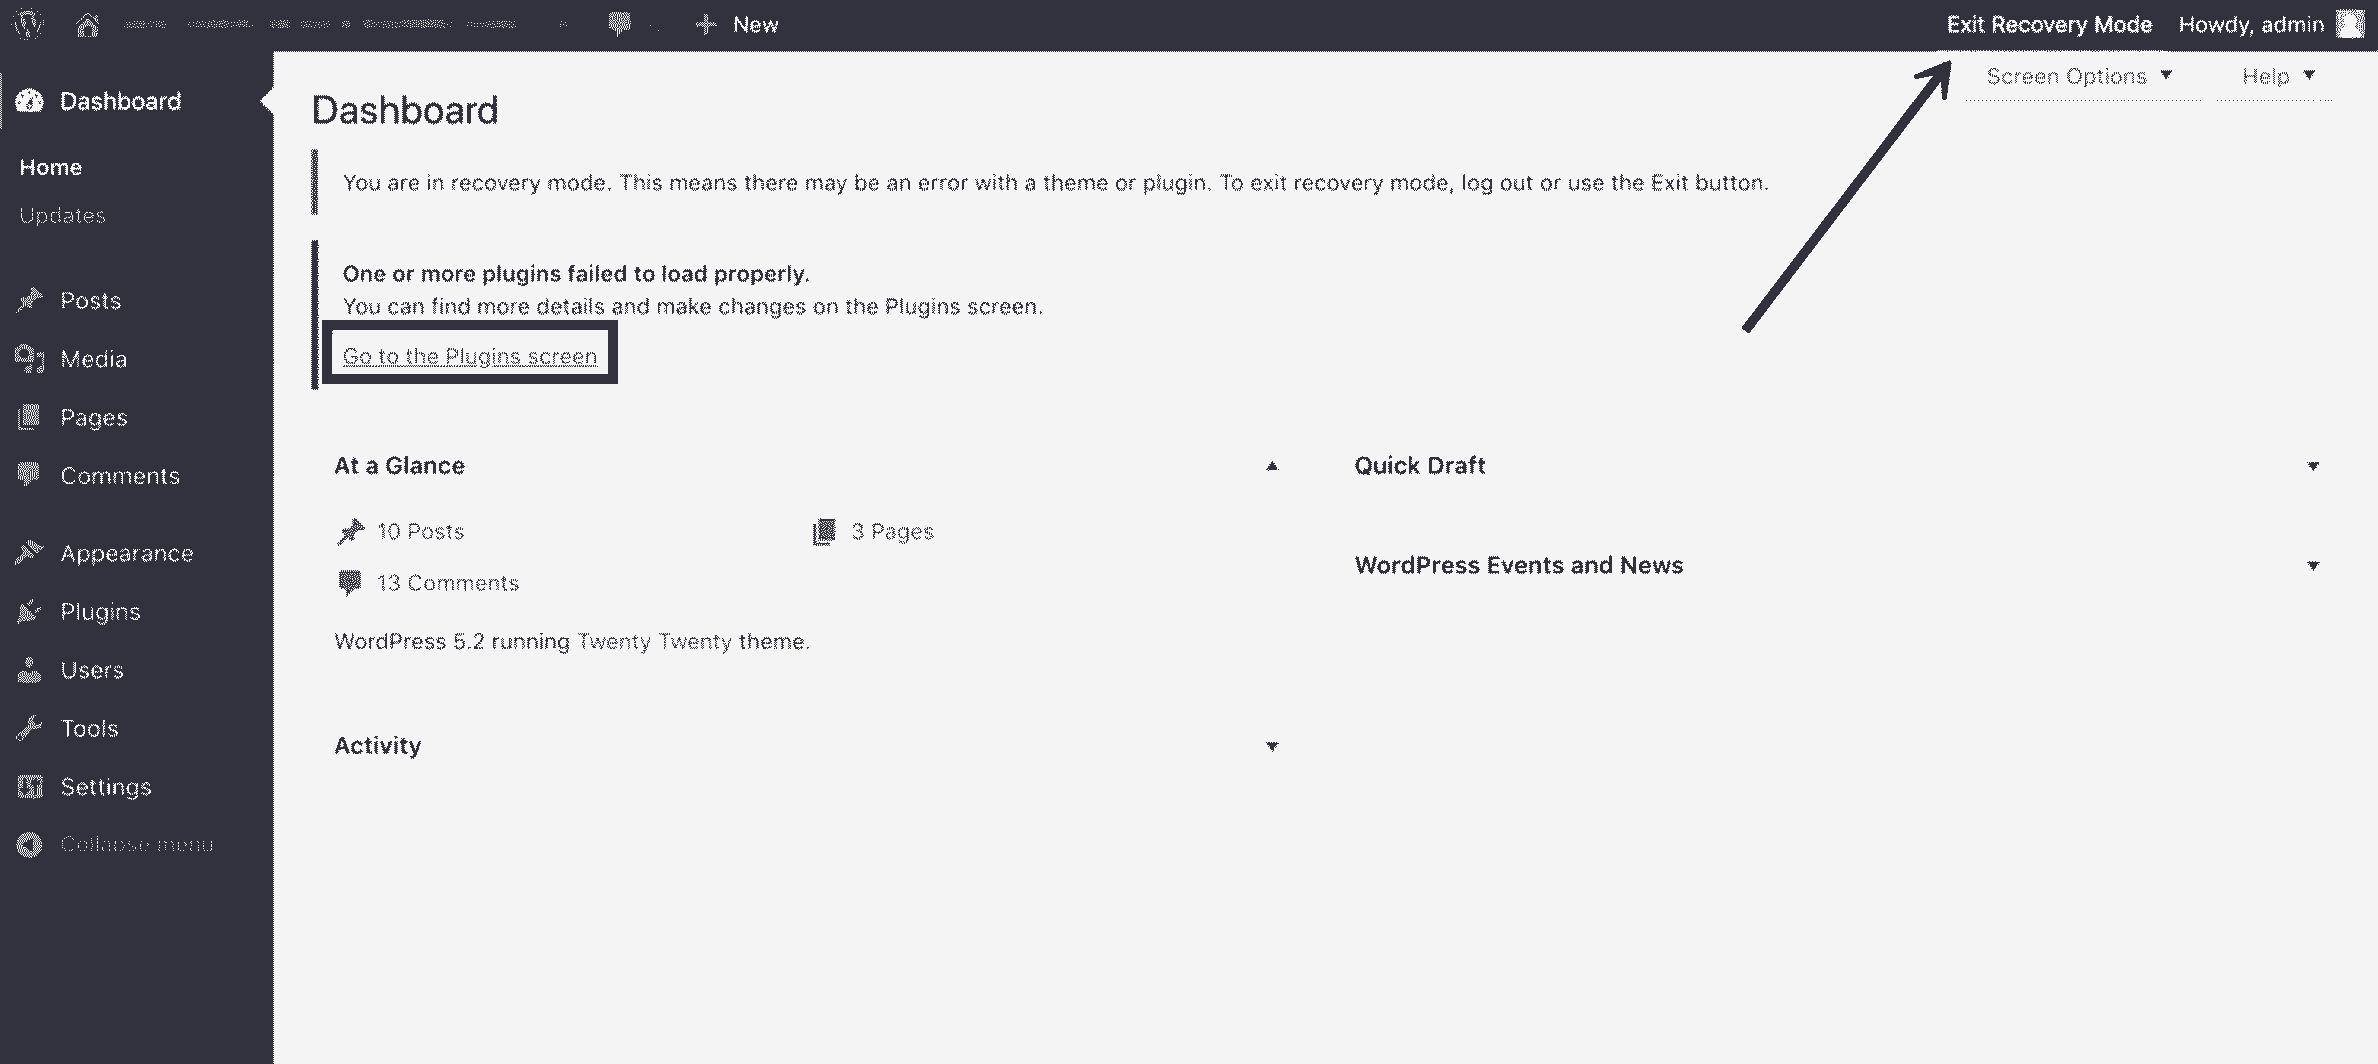 New
Exit Recovery Mode
Howdy, admin
Screen Options
Help
Dashboard
Home
Updates
Posts
Media
Pages
Comments
Appearance
Plugins
Users
Tools
Settings
Collapse menu
Dashboard
You are in recovery mode. This means there may be an error with a theme or plugin. To exit recovery mode, log out or use the Exit button.
One or more plugins failed to load properly.
You can find more details and make changes on the Plugins screen.
Go to the Plugins screen
At a Glance
10 Posts
3 Pages
13 Comments
WordPress 5.2 running Twenty Twenty theme.
Activity
Quick Draft
WordPress Events and News